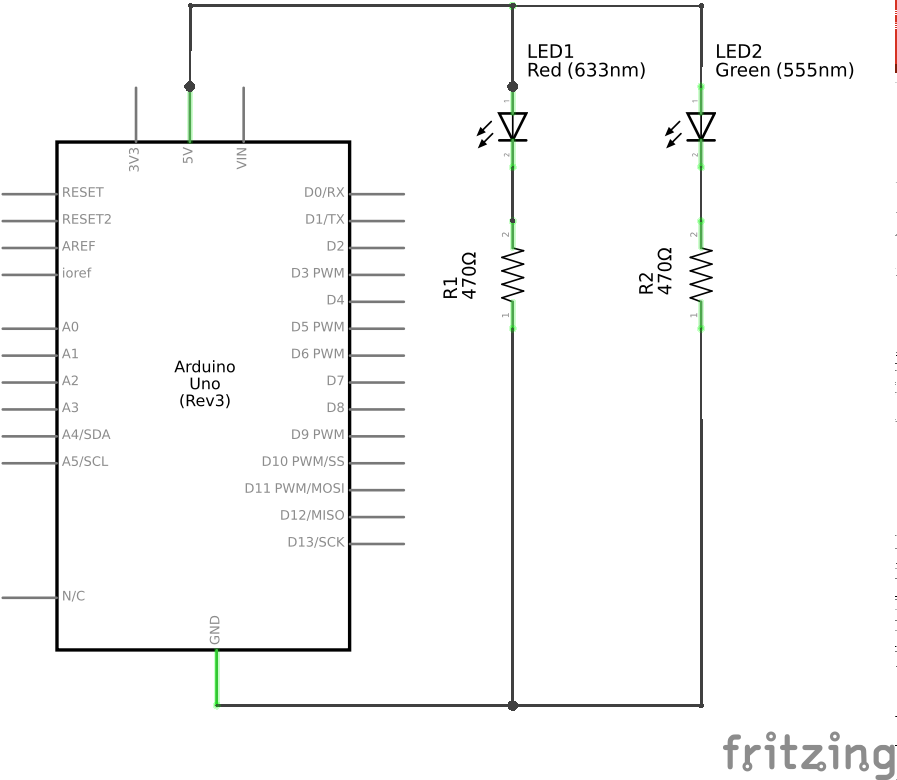 LED1
Red (633nm)
LED2
Green (555nm)
3V3
5V
VIN
1
2
1
2
RESET
RESET2
AREF
ioref
A0
A1
A2
A3
A4/SDA
A5/SCL
N/C
D0/RX
D1/TX
D2
D3 PWM
D4
D5 PWM
D6 PWM
D7
D8
D9 PWM
D10 PWM/SS
D11 PWM/MOSI
D12/MISO
D13/SCK
Arduino
Uno
(Rev3)
GND
R1
470Ω
2
1
R2
470Ω
2
1
fritzing